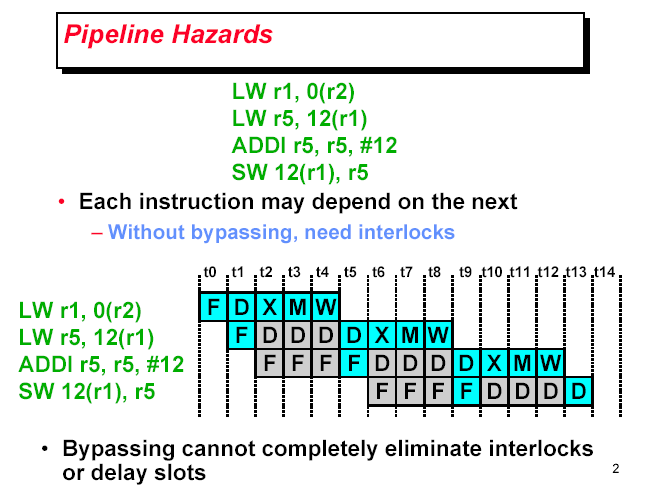 Pipeline Hazards
LW r1, 0(r2)
LW r5, 12(r1)
ADDI r5, r5, #12
SW 12(r1), r5
• Each instruction may depend on the next
– Without bypassing, need interlocks
t0 t1 t2 t3 t4 t5 t6 t7 t8 t9 t10 t11 t12 t13 t14
LW r1, 0(r2) F D X M W
LW r5, 12(r1) F D D D D X M W
ADDI r5, r5, #12 F F F F D D D D X M W
SW 12(r1), r5 F F F F D D D D
• Bypassing cannot completely eliminate interlocks
or delay slots
2